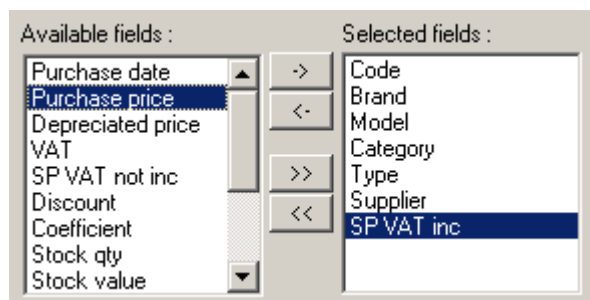 Available fields :
Purchase date
Purchase price
Depreciated price
VAT
SP VAT not inc
Discount
Coefficient
Stock qty
Stock value
->
<-
>>
<<
Selected fields :
Code
Brand
Model
Category
Type
Supplier
SP VAT inc